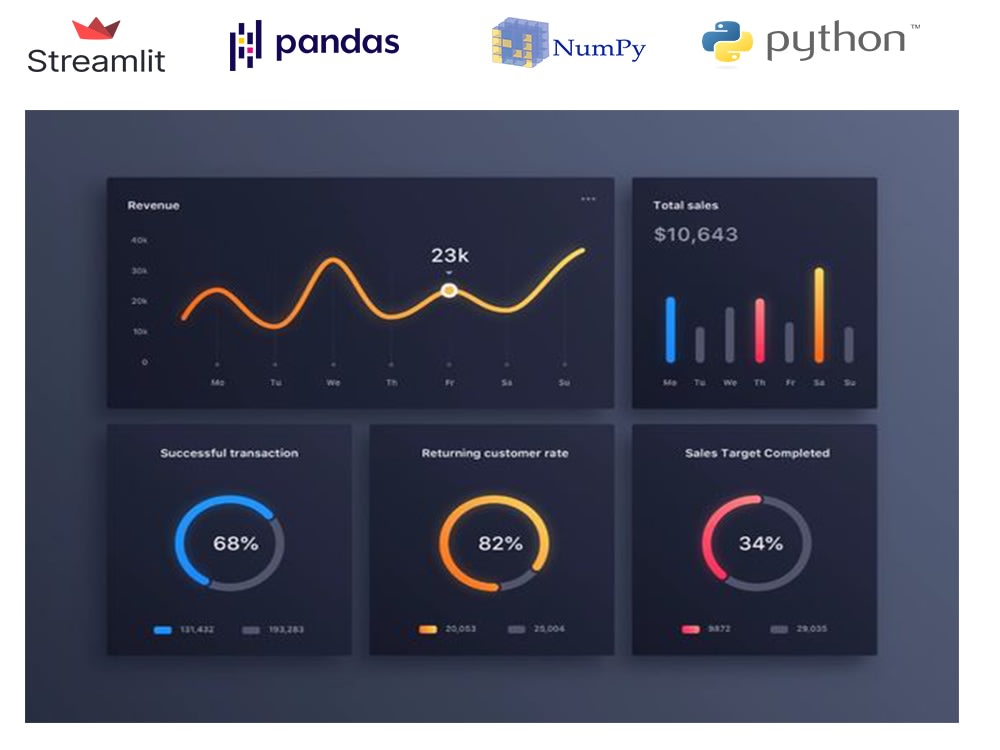 Streamlit
pandas
NumPy
python™
Revenue
40k
30k
20k
10k
0
23k
Mo Tu We Th Fr Sa Su
Total sales
$10,643
Mo Tu We Th Fr Sa Su
Successful transaction
68%
131,432 193,283
Returning customer rate
82%
20,053 25,004
Sales Target Completed
34%
9872 29,035